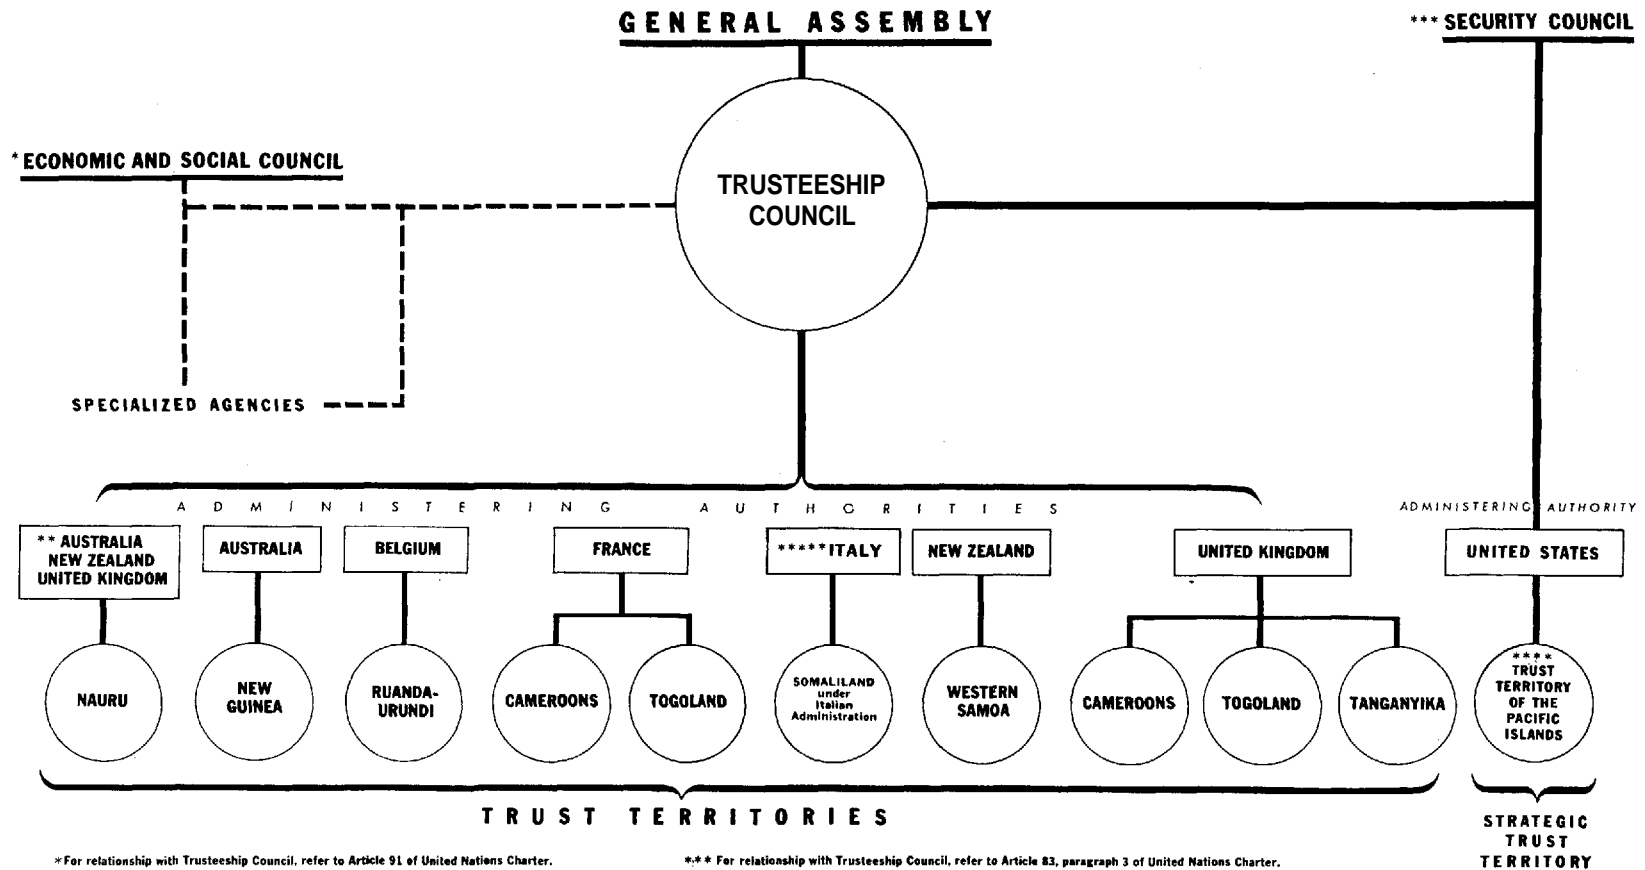 GENERAL ASSEMBLY
*** SECURITY COUNCIL
* ECONOMIC AND SOCIAL COUNCIL
TRUSTEESHIP
COUNCIL
SPECIALIZED AGENCIES
ADMINISTERING AUTHORITIES
ADMINISTERING AUTHORITY
** AUSTRALIA
NEW ZEALAND
UNITED KINGDOM
AUSTRALIA
BELGIUM
FRANCE
*****ITALY
NEW ZEALAND
UNITED KINGDOM
UNITED STATES
NAURU
NEW
GUINEA
RUANDA-
URUNDI
CAMEROONS
TOGOLAND
SOMALILAND
under
Italian
Administration
WESTERN
SAMOA
CAMEROONS
TOGOLAND
TANGANYIKA
****
TRUST
TERRITORY
OF THE
PACIFIC
ISLANDS
TRUST TERRITORIES
STRATEGIC
TRUST
TERRITORY
* For relationship with Trusteeship Council, refer to Article 91 of United Nations Charter.
*** For relationship with Trusteeship Council, refer to Article 83, paragraph 3 of United Nations Charter.